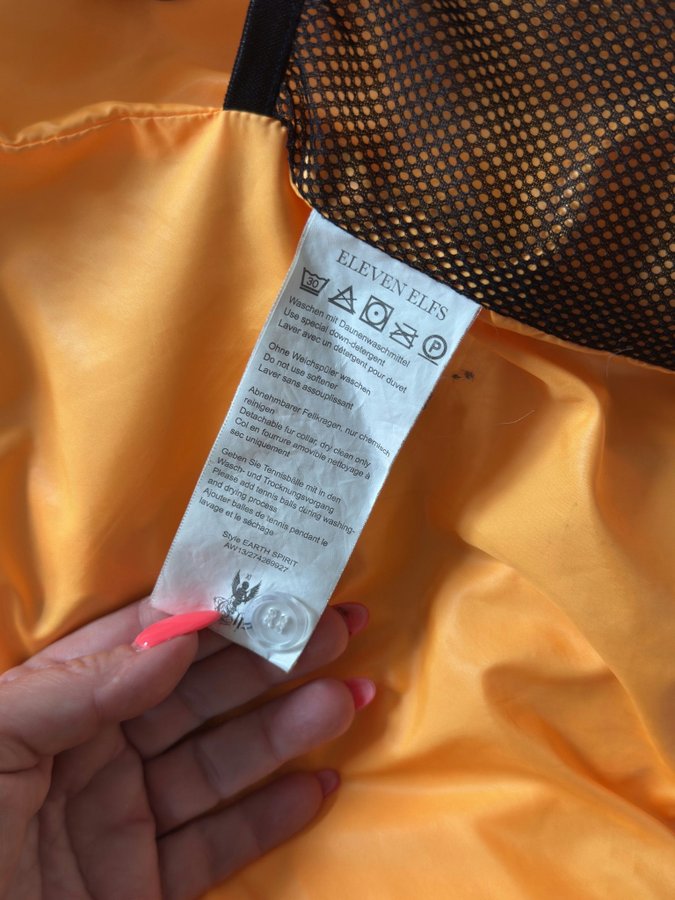 ELEVEN ELFS
30
P
Waschen mit Daunenwaschmittel
Use special down-detergent
Laver avec un détergent pour duvet
Ohne Weichspüler waschen
Do not use softener
Laver sans assouplissant
Abnehmbarer Fellkragen, nur chemisch
reinigen
Detachable fur collar, dry clean only
Col en fourrure amovible nettoyage à
sec uniquement
Geben Sie Tennisbälle mit in den
Wasch- und Trocknungsvorgang
Please add tennis balls during washing-
and drying process
Ajouter balles de tennis pendant le
lavage et le séchage
Style EARTH SPIRIT
AW13/274269927
XI